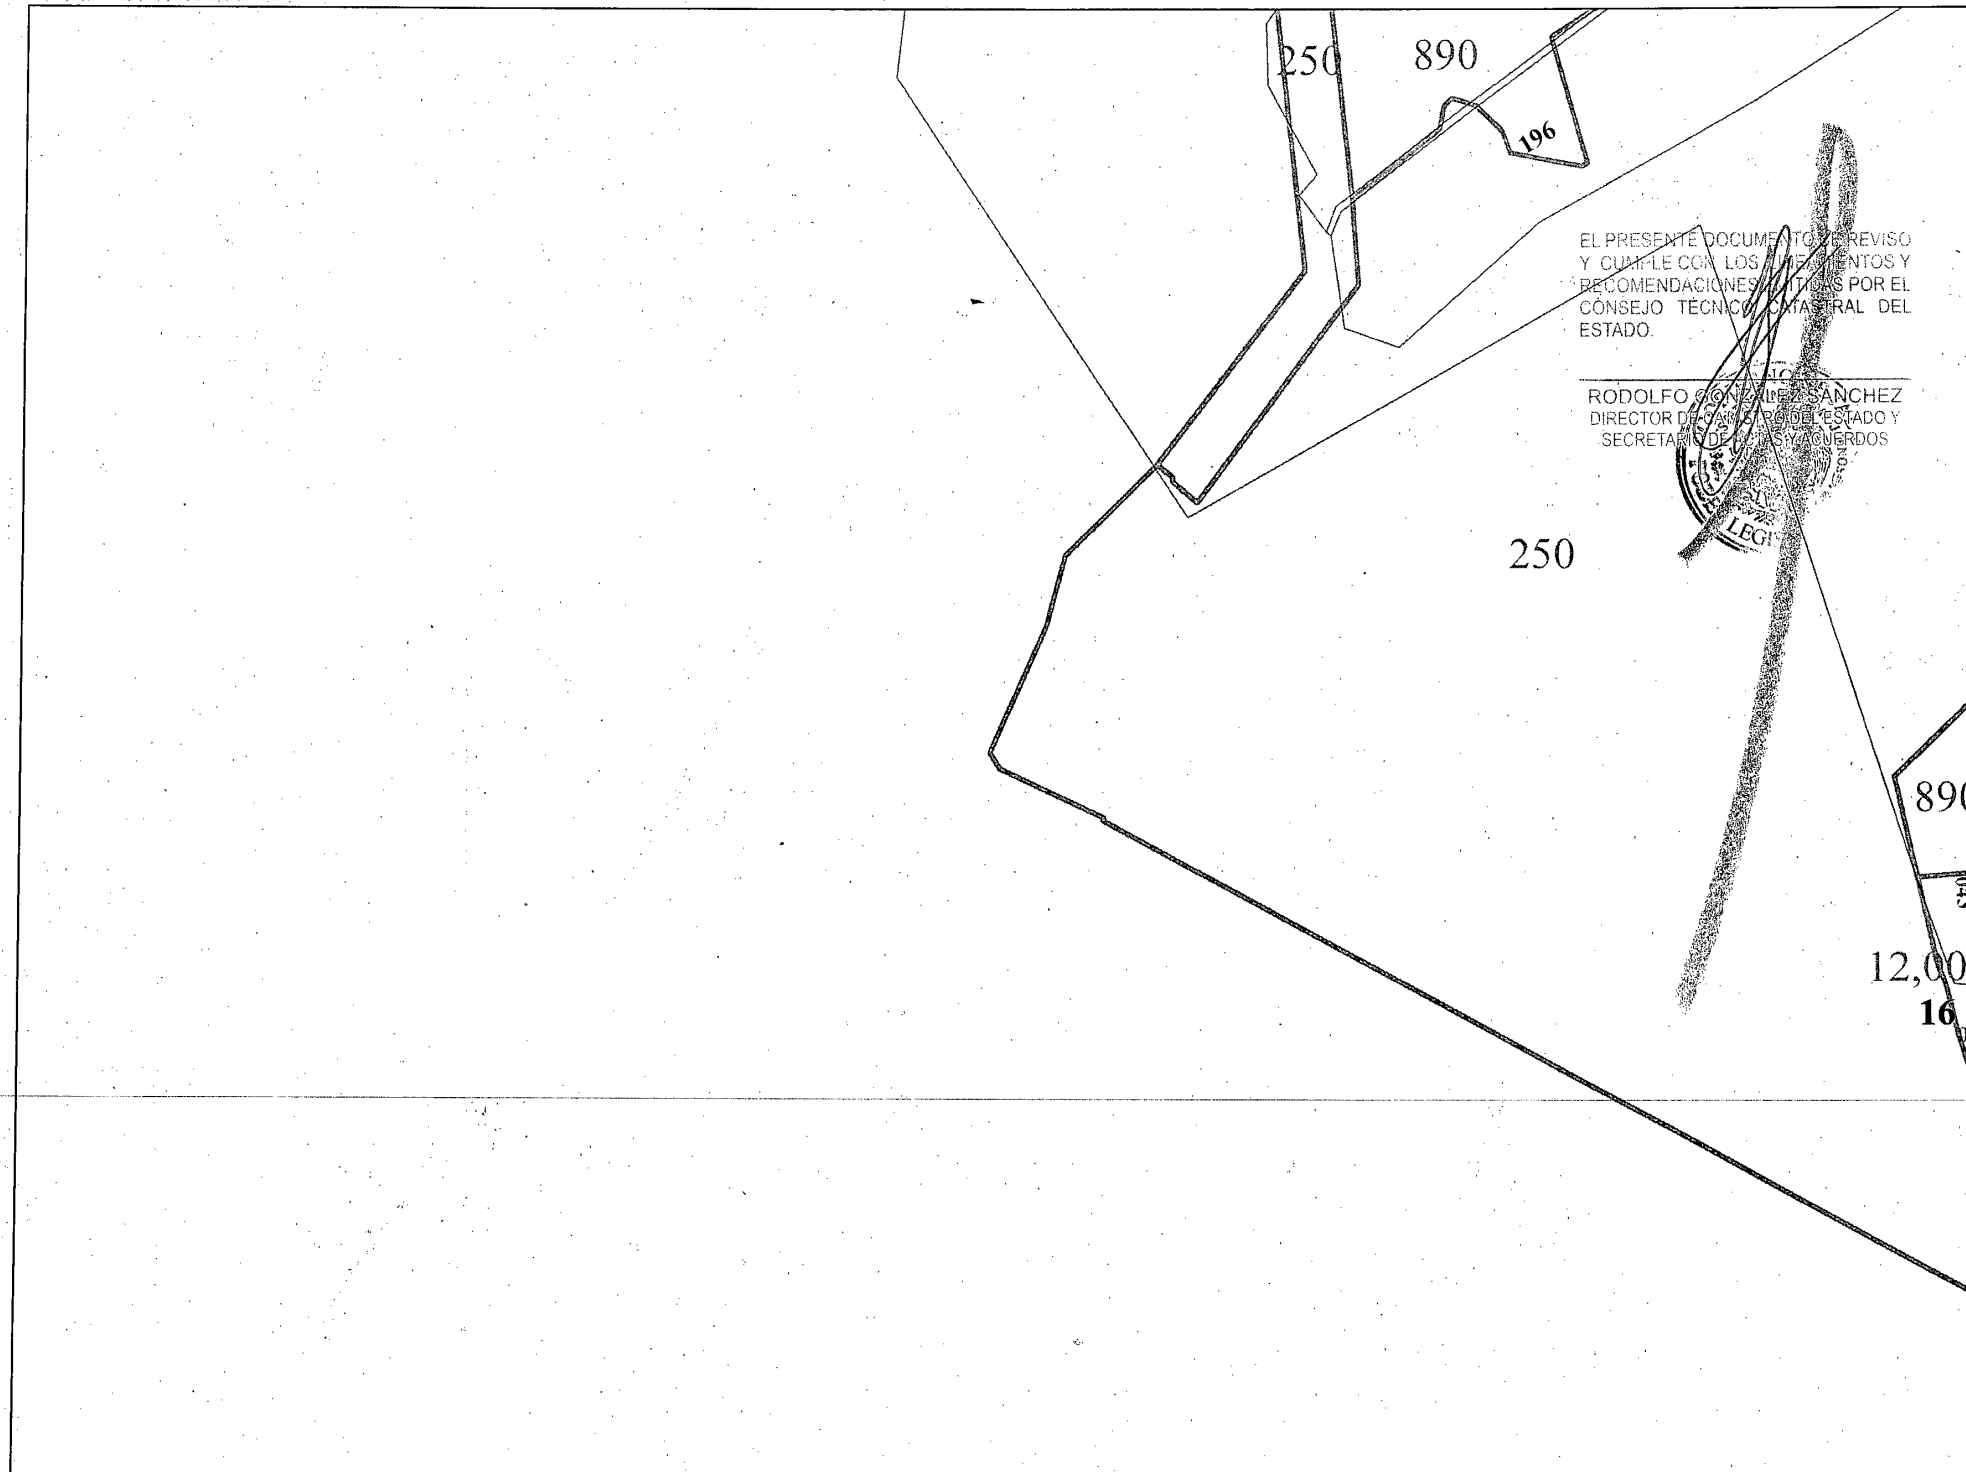 250 890
196
EL PRESENTE DOCUMENTO SE REVISO
Y CUMPLE CON LOS LINEAMIENTOS Y
RECOMENDACIONES EMITIDAS POR EL
CONSEJO TECNICO CATASTRAL DEL
ESTADO.
RODOLFO GONZALEZ SANCHEZ
DIRECTOR DE CATASTRO DEL ESTADO Y
SECRETARIO DE ACTAS Y ACUERDOS
LEGI
250
890
043
12,00
16